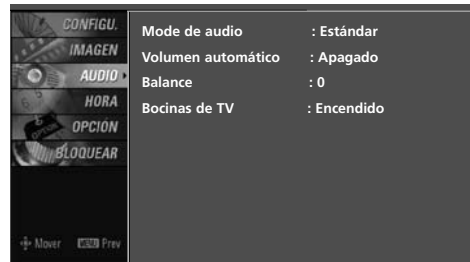 CONFIGU.
IMAGEN
AUDIO
HORA
OPCIÓN
BLOQUEAR
Mover MENU Prev
Mode de audio : Estándar
Volumen automático : Apagado
Balance : 0
Bocinas de TV : Encendido